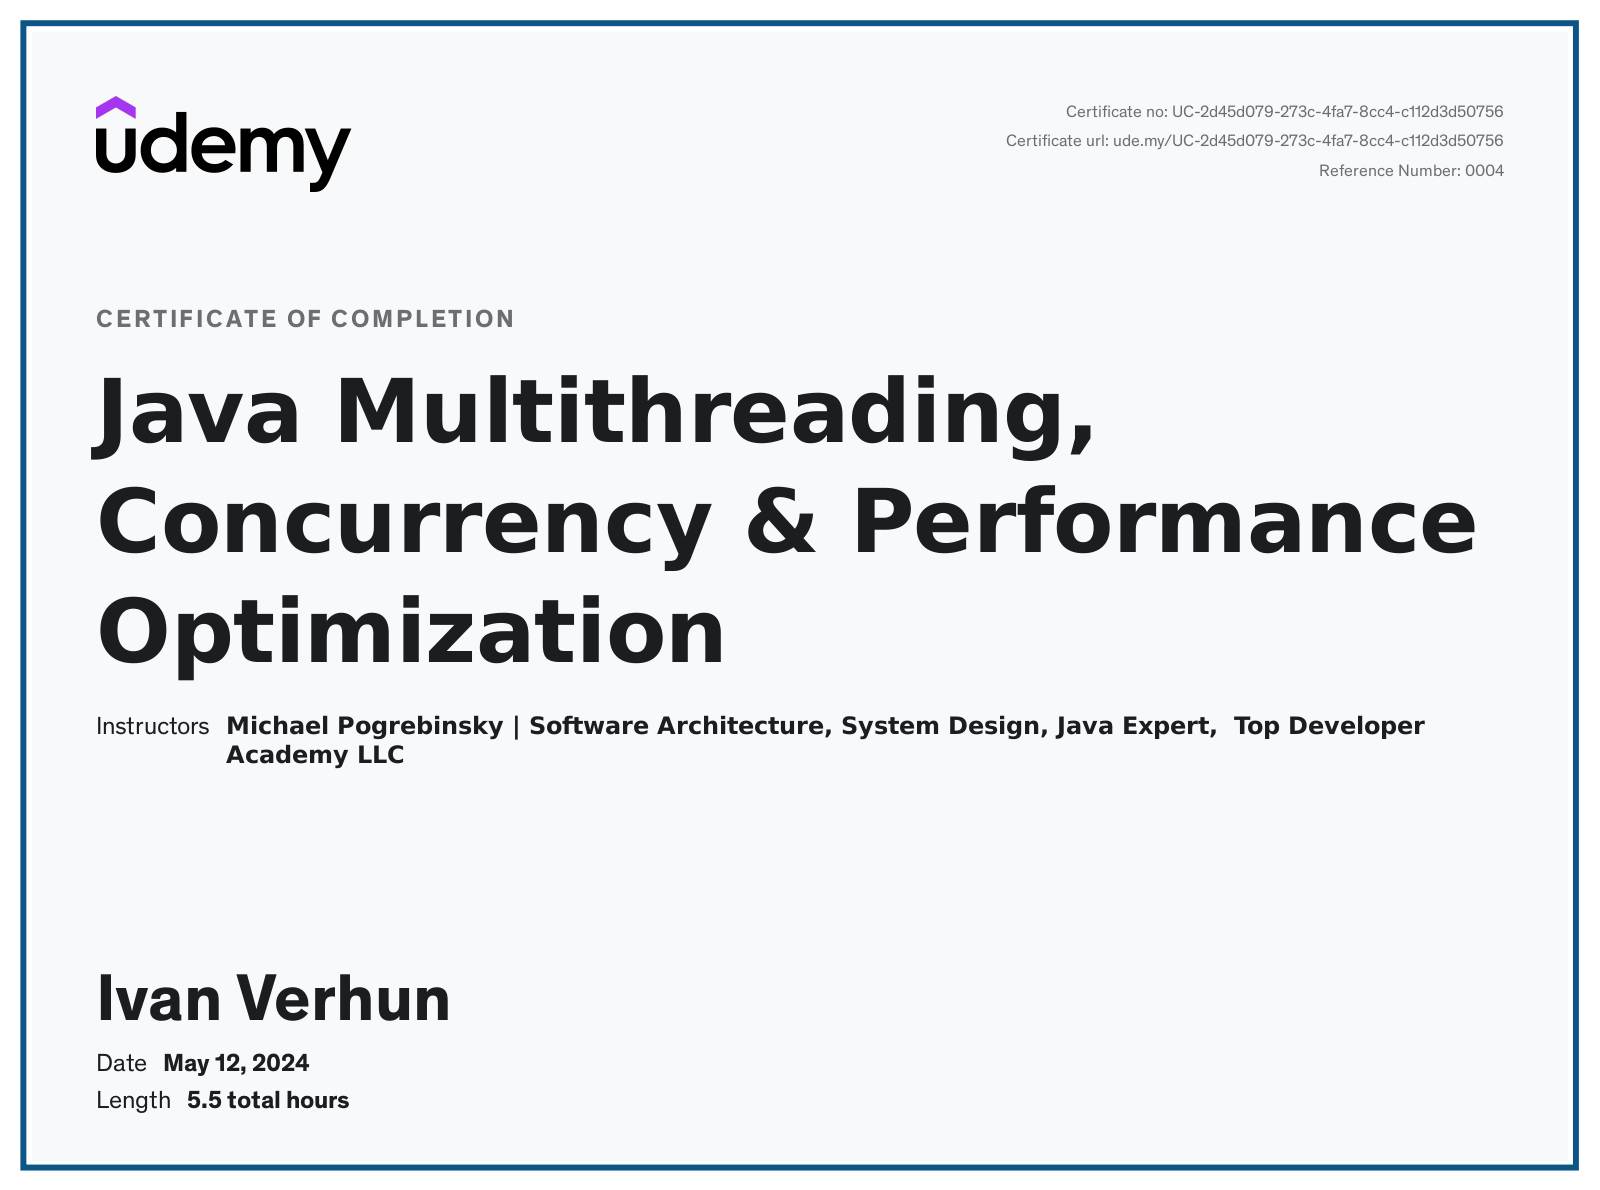 udemy
Certificate no: UC-2d45d079-273c-4fa7-8cc4-c112d3d50756
Certificate url: ude.my/UC-2d45d079-273c-4fa7-8cc4-c112d3d50756
Reference Number: 0004
CERTIFICATE OF COMPLETION
Java Multithreading,
Concurrency & Performance
Optimization
Instructors Michael Pogrebinsky | Software Architecture, System Design, Java Expert, Top Developer
Academy LLC
Ivan Verhun
Date May 12, 2024
Length 5.5 total hours